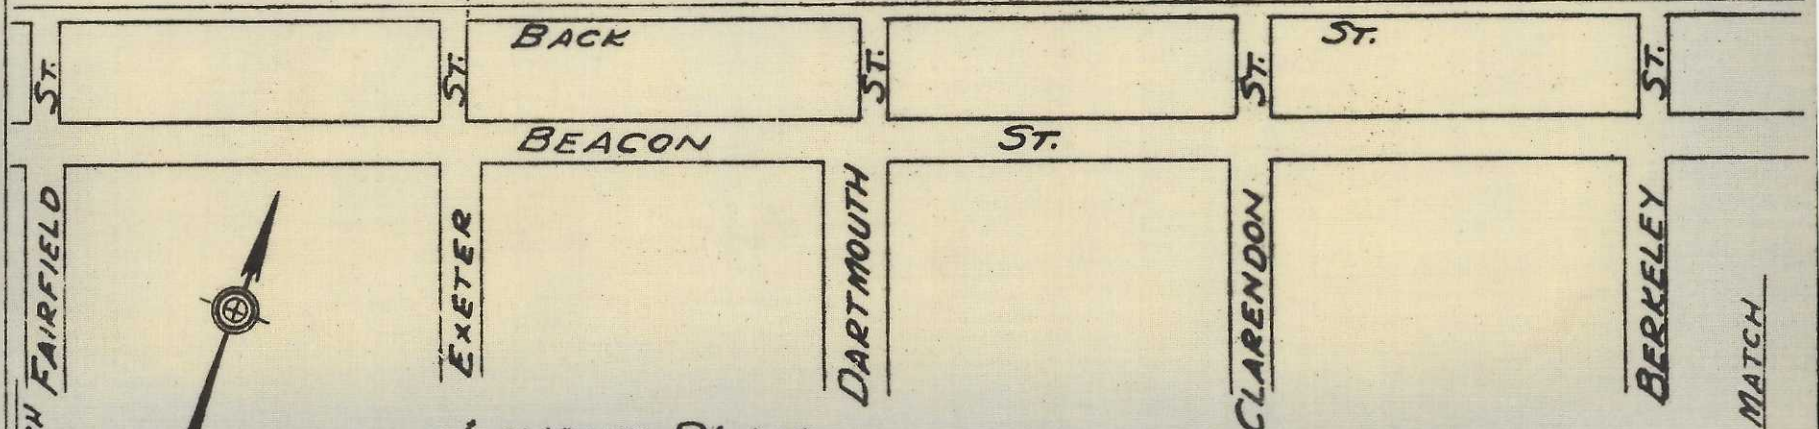 BACK ST.
ST. ST. ST. ST. ST.
BEACON ST.
FAIRFIELD
EXETER
DARTMOUTH
CLARENDON
BERKELEY
MATCH